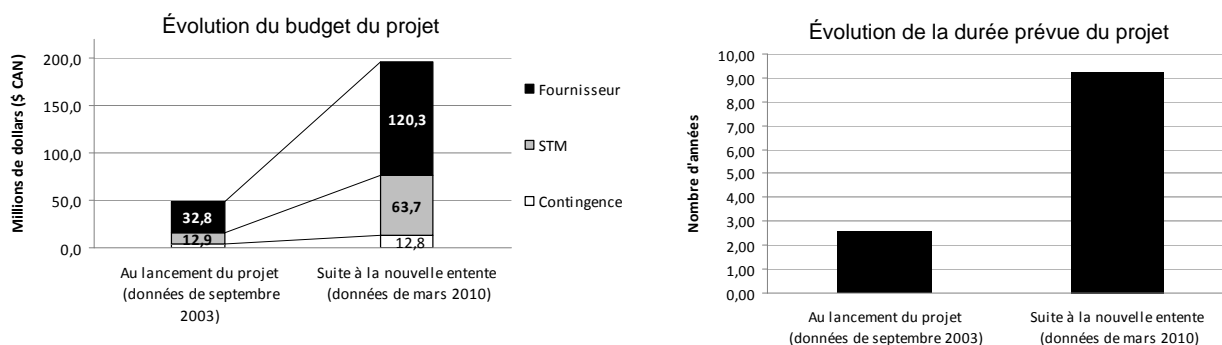 Évolution du budget du projet
Millions de dollars ($ CAN)
200,0
150,0
100,0
50,0
0,0
32,8
12,9
120,3
63,7
12,8
Fournisseur
STM
Contingence
Au lancement du projet
(données de septembre
2003)
Suite à la nouvelle entente
(données de mars 2010)
Évolution de la durée prévue du projet
Nombre d'années
10,00
9,00
8,00
7,00
6,00
5,00
4,00
3,00
2,00
1,00
0,00
Au lancement du projet
(données de septembre 2003)
Suite à la nouvelle entente
(données de mars 2010)